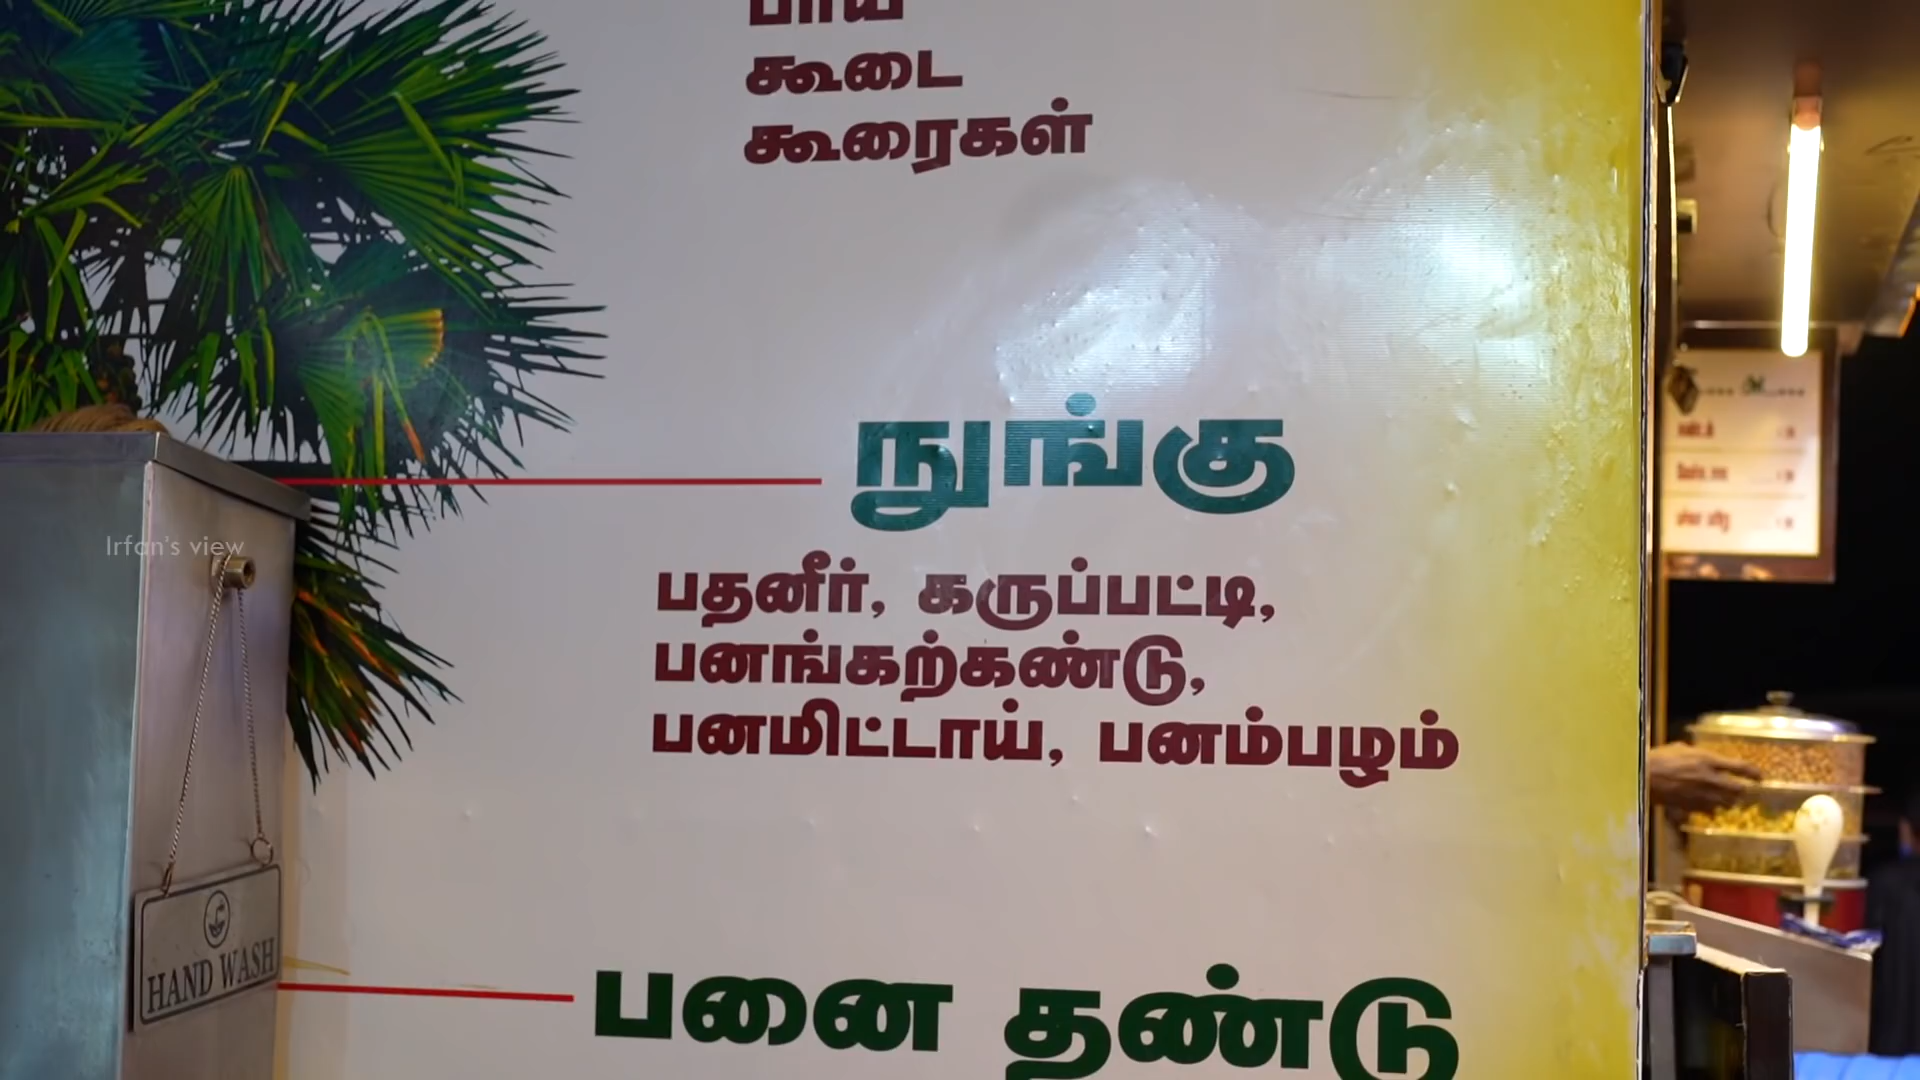 பாய்
கூடை
கூரைகள்
நுங்கு
Irfan's view
பதனீர், கருப்பட்டி,
பனங்கற்கண்டு,
பனமிட்டாய், பனம்பழம்
HAND WASH
பனை தண்டு